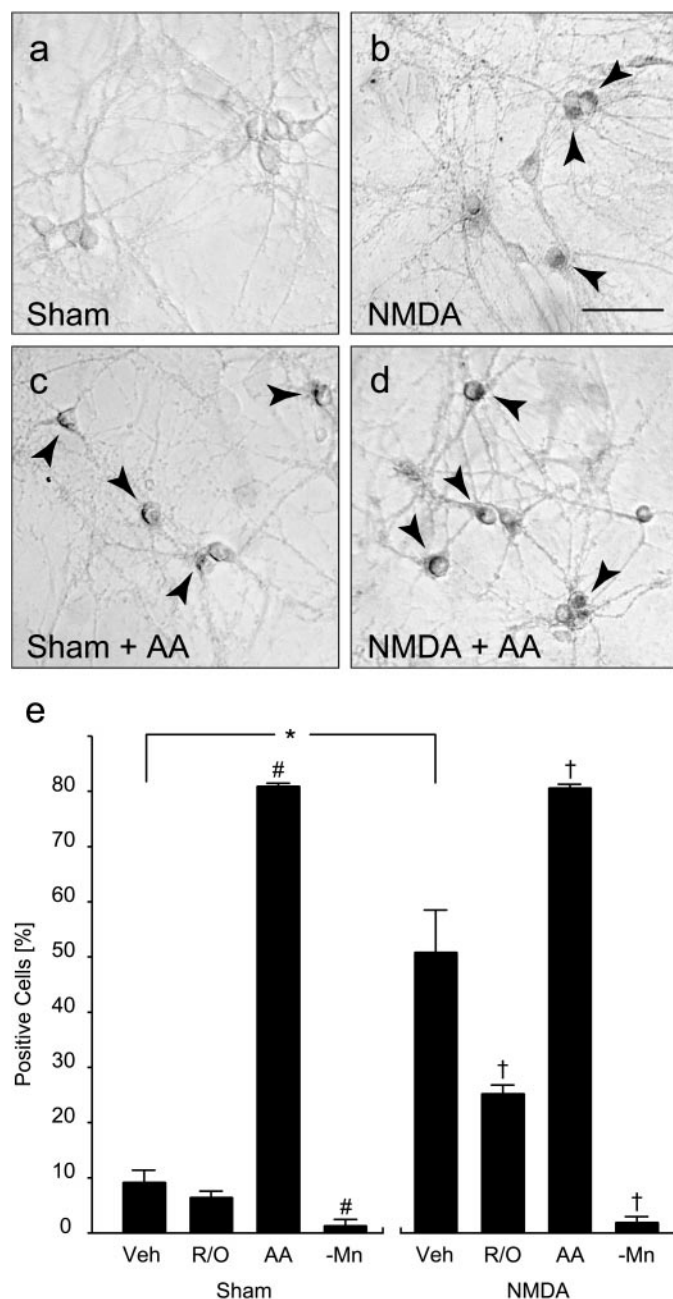 a
b
Sham
NMDA
c
d
Sham + AA
NMDA + AA
e
*
#
†
80
70
60
50
†
40
30
20
10
#
†
0
Positive Cells [%]
Veh R/O AA -Mn Veh R/O AA -Mn
Sham NMDA